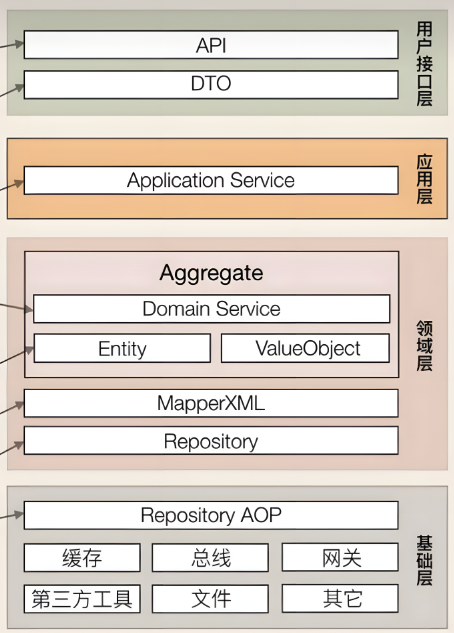 API
DTO
用户接口层
Application Service
应用层
Aggregate
Domain Service
Entity
ValueObject
MapperXML
Repository
领域层
Repository AOP
缓存
总线
网关
第三方工具
文件
其它
基础层